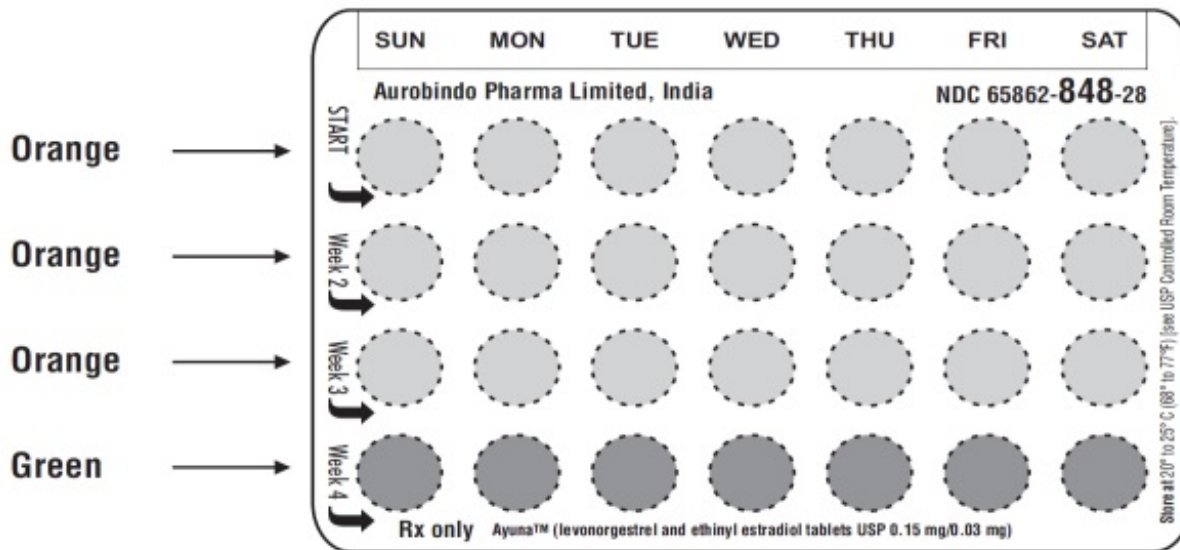 SUN MON TUE WED THU FRI SAT
Aurobindo Pharma Limited, India NDC 65862-848-28
START
Orange
Week 2
Orange
Week 3
Orange
Week 4
Green
Rx only Ayuna™ (levonorgestrel and ethinyl estradiol tablets USP 0.15 mg/0.03 mg)
Store at 20° to 25° C (68° to 77°F) [see USP Controlled Room Temperature].